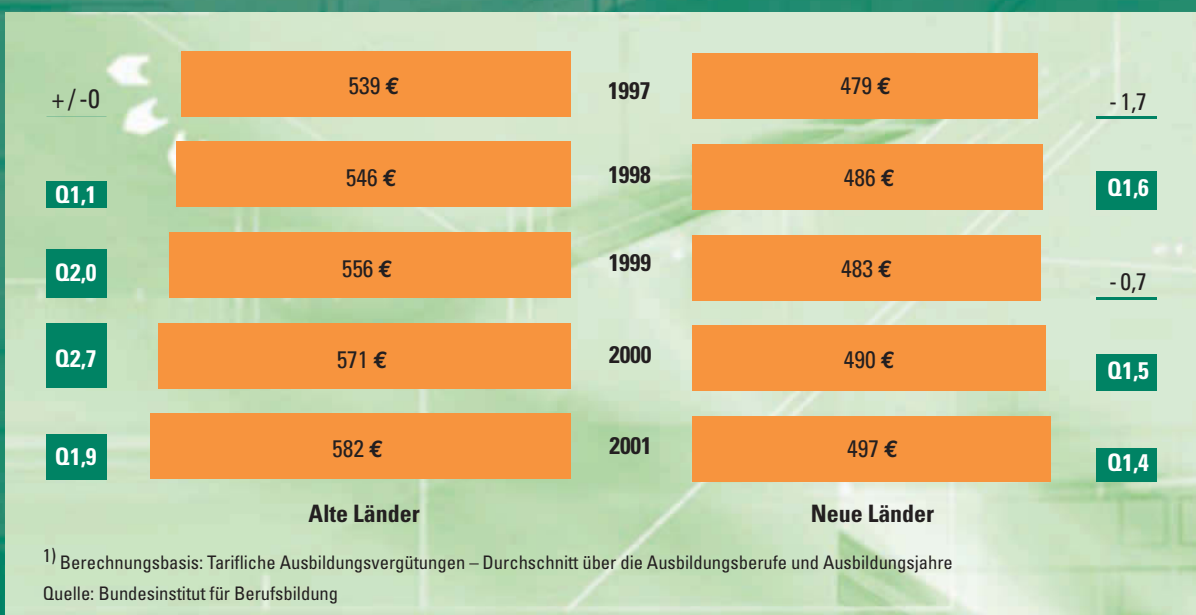 +/-0 539 € 1997 479 € - 1,7
Q1,1 546 € 1998 486 € Q1,6
Q2,0 556 € 1999 483 € - 0,7
Q2,7 571 € 2000 490 € Q1,5
Q1,9 582 € 2001 497 € Q1,4
Alte Länder Neue Länder
1) Berechnungsbasis: Tarifliche Ausbildungsvergütungen – Durchschnitt über die Ausbildungsberufe und Ausbildungsjahre
Quelle: Bundesinstitut für Berufsbildung